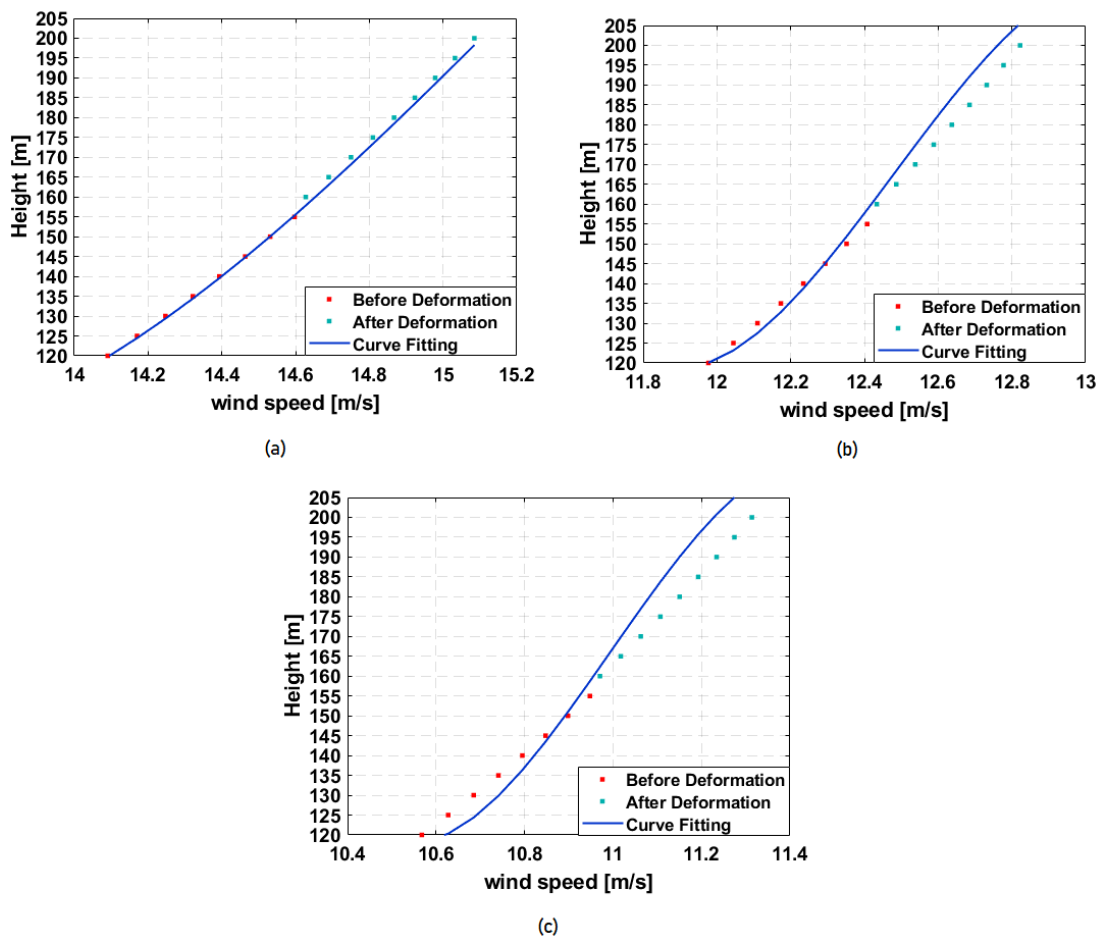 205
200
195
190
185
180
175
170
165
160
155
150
145
140
135
130
125
120
Height [m]
14 14.2 14.4 14.6 14.8 15 15.2
wind speed [m/s]
Before Deformation
After Deformation
Curve Fitting
(a)
205
200
195
190
185
180
175
170
165
160
155
150
145
140
135
130
125
120
Height [m]
11.8 12 12.2 12.4 12.6 12.8 13
wind speed [m/s]
Before Deformation
After Deformation
Curve Fitting
(b)
205
200
195
190
185
180
175
170
165
160
155
150
145
140
135
130
125
120
Height [m]
10.4 10.6 10.8 11 11.2 11.4
wind speed [m/s]
Before Deformation
After Deformation
Curve Fitting
(c)